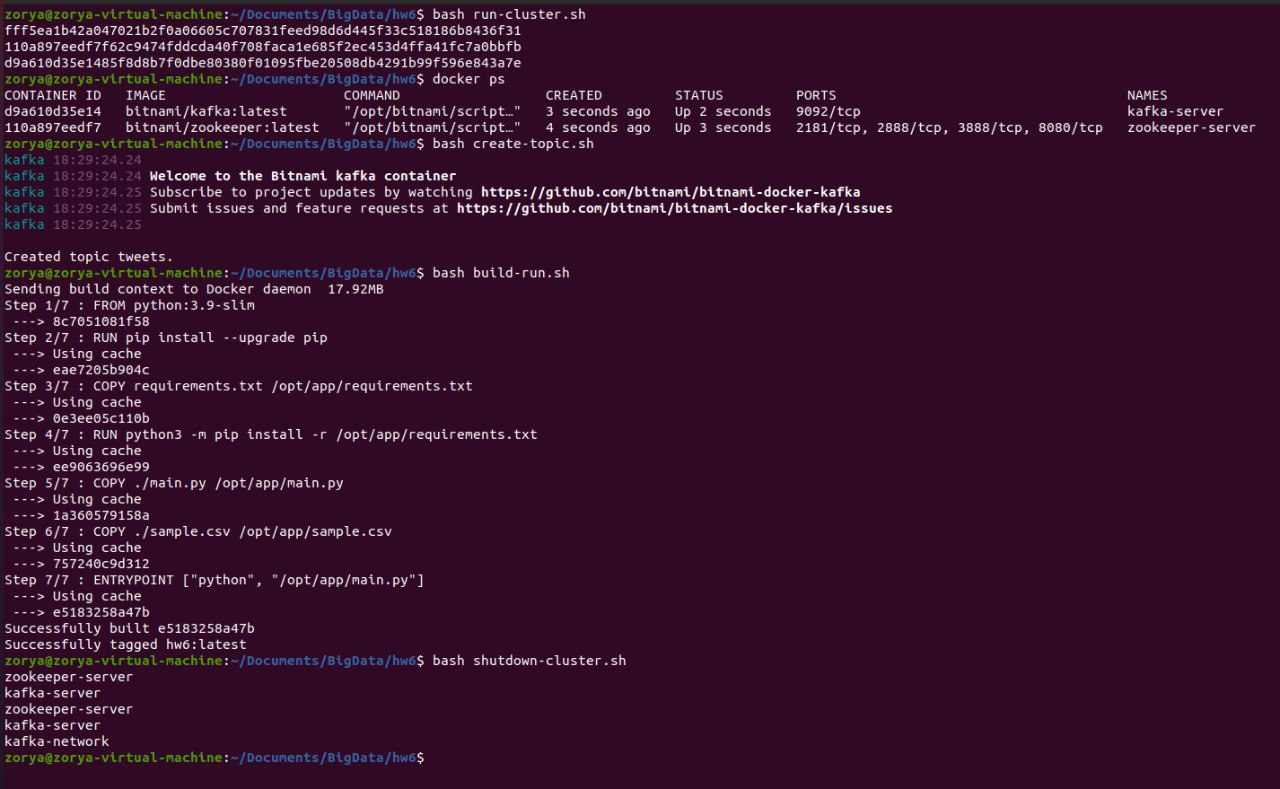 zorya@zorya-virtual-machine:~/Documents/BigData/hw6$ bash run-cluster.sh
fff5ea1b42a047021b2f0a06605c707831feed98d6d445f33c518186b8436f31
110a897eedf7f62c9474fddcda40f708faca1e685f2ec453d4ffa41fc7a0bbfb
d9a610d35e1485f8d8b7f0dbe80380f01095fbe20508db4291b99f596e843a7e
zorya@zorya-virtual-machine:~/Documents/BigData/hw6$ docker ps
CONTAINER ID   IMAGE                      COMMAND                  CREATED         STATUS         PORTS                                    NAMES
d9a610d35e14   bitnami/kafka:latest       "/opt/bitnami/script…"   3 seconds ago   Up 2 seconds   9092/tcp                                 kafka-server
110a897eedf7   bitnami/zookeeper:latest   "/opt/bitnami/script…"   4 seconds ago   Up 3 seconds   2181/tcp, 2888/tcp, 3888/tcp, 8080/tcp   zookeeper-server
zorya@zorya-virtual-machine:~/Documents/BigData/hw6$ bash create-topic.sh
kafka 18:29:24.24
kafka 18:29:24.24 Welcome to the Bitnami kafka container
kafka 18:29:24.25 Subscribe to project updates by watching https://github.com/bitnami/bitnami-docker-kafka
kafka 18:29:24.25 Submit issues and feature requests at https://github.com/bitnami/bitnami-docker-kafka/issues
kafka 18:29:24.25
Created topic tweets.
zorya@zorya-virtual-machine:~/Documents/BigData/hw6$ bash build-run.sh
Sending build context to Docker daemon  17.92MB
Step 1/7 : FROM python:3.9-slim
 ---> 8c7051081f58
Step 2/7 : RUN pip install --upgrade pip
 ---> Using cache
 ---> eae7205b904c
Step 3/7 : COPY requirements.txt /opt/app/requirements.txt
 ---> Using cache
 ---> 0e3ee05c110b
Step 4/7 : RUN python3 -m pip install -r /opt/app/requirements.txt
 ---> Using cache
 ---> ee9063696e99
Step 5/7 : COPY ./main.py /opt/app/main.py
 ---> Using cache
 ---> 1a360579158a
Step 6/7 : COPY ./sample.csv /opt/app/sample.csv
 ---> Using cache
 ---> 757240c9d312
Step 7/7 : ENTRYPOINT ["python", "/opt/app/main.py"]
 ---> Using cache
 ---> e5183258a47b
Successfully built e5183258a47b
Successfully tagged hw6:latest
zorya@zorya-virtual-machine:~/Documents/BigData/hw6$ bash shutdown-cluster.sh
zookeeper-server
kafka-server
zookeeper-server
kafka-server
kafka-network
zorya@zorya-virtual-machine:~/Documents/BigData/hw6$